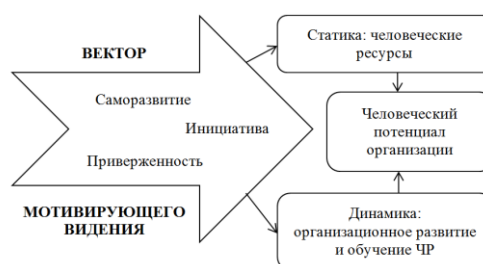 ВЕКТОР
Саморазвитие
Инициатива
Приверженность
МОТИВИРУЮЩЕГО
ВИДЕНИЯ
Статика: человеческие
ресурсы
Человеческий
потенциал
организации
Динамика:
организационное развитие
и обучение ЧР